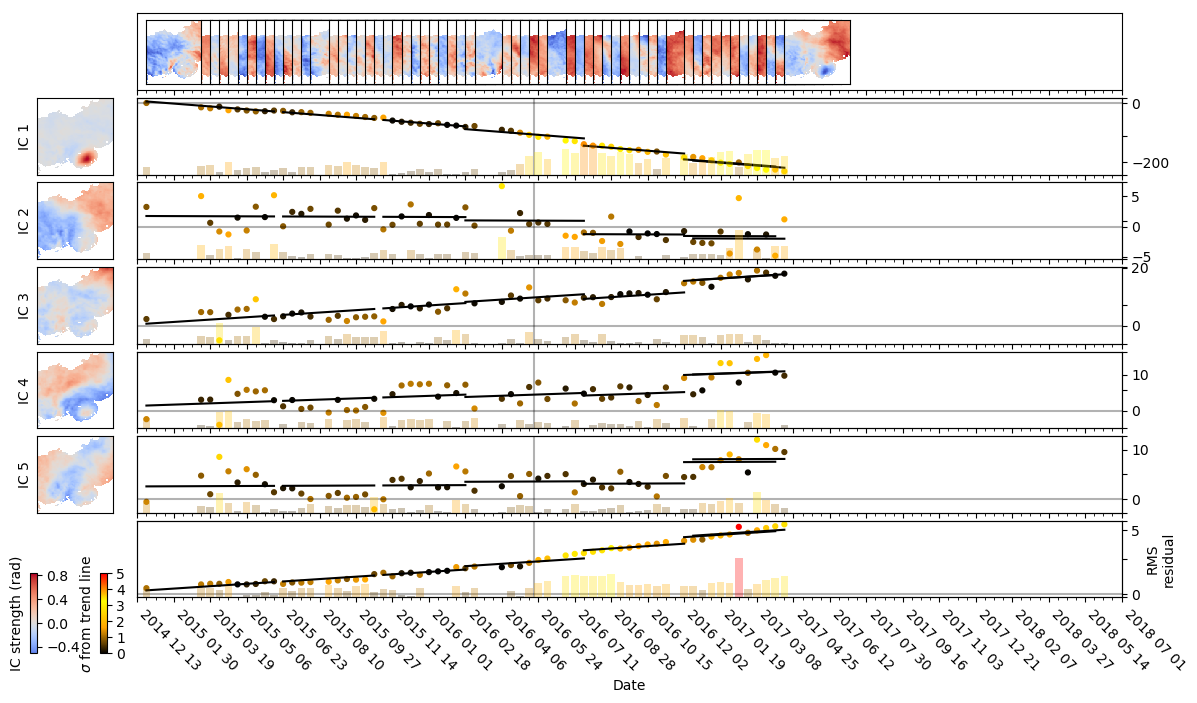 IC 1
0
−200
IC 2
5
0
−5
IC 3
20
0
IC 4
10
0
IC 5
10
0
5
0
RMS
residual
IC strength (rad)
0.8
0.4
0.0
−0.4
σ from trend line
5
4
3
2
1
0
2014 12 13
2015 01 30
2015 03 19
2015 05 06
2015 06 23
2015 08 10
2015 09 27
2015 11 14
2016 01 01
2016 02 18
2016 04 06
2016 05 24
2016 07 11
2016 08 28
2016 10 15
2016 12 02
2017 01 19
2017 03 08
2017 04 25
2017 06 12
2017 07 30
2017 09 16
2017 11 03
2017 12 21
2018 02 07
2018 03 27
2018 05 14
2018 07 01
Date